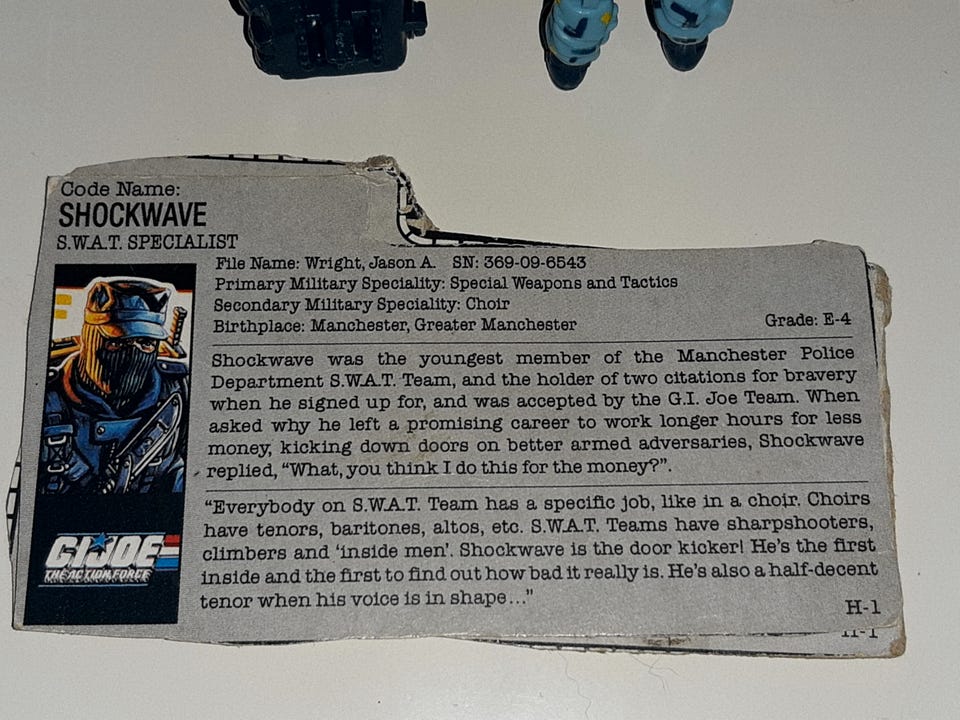 Code Name:
SHOCKWAVE
S.W.A.T. SPECIALIST
File Name: Wright, Jason A. SN: 369-09-6543
Primary Military Speciality: Special Weapons and Tactics
Secondary Military Speciality: Choir
Birthplace: Manchester, Greater Manchester
Grade: E-4
Shockwave was the youngest member of the Manchester Police
Department S.W.A.T. Team, and the holder of two citations for bravery
when he signed up for, and was accepted by the G.I. Joe Team. When
asked why he left a promising career to work longer hours for less
money, kicking down doors on better armed adversaries, Shockwave
replied, “What, you think I do this for the money?”.
“Everybody on S.W.A.T. Team has a specific job, like in a choir. Choirs
have tenors, baritones, altos, etc. S.W.A.T. Teams have sharpshooters,
climbers and ‘inside men’. Shockwave is the door kicker! He’s the first
inside and the first to find out how bad it really is. He’s also a half-decent
tenor when his voice is in shape...”
GI JOE
THE ACTION FORCE
H-1
H-1